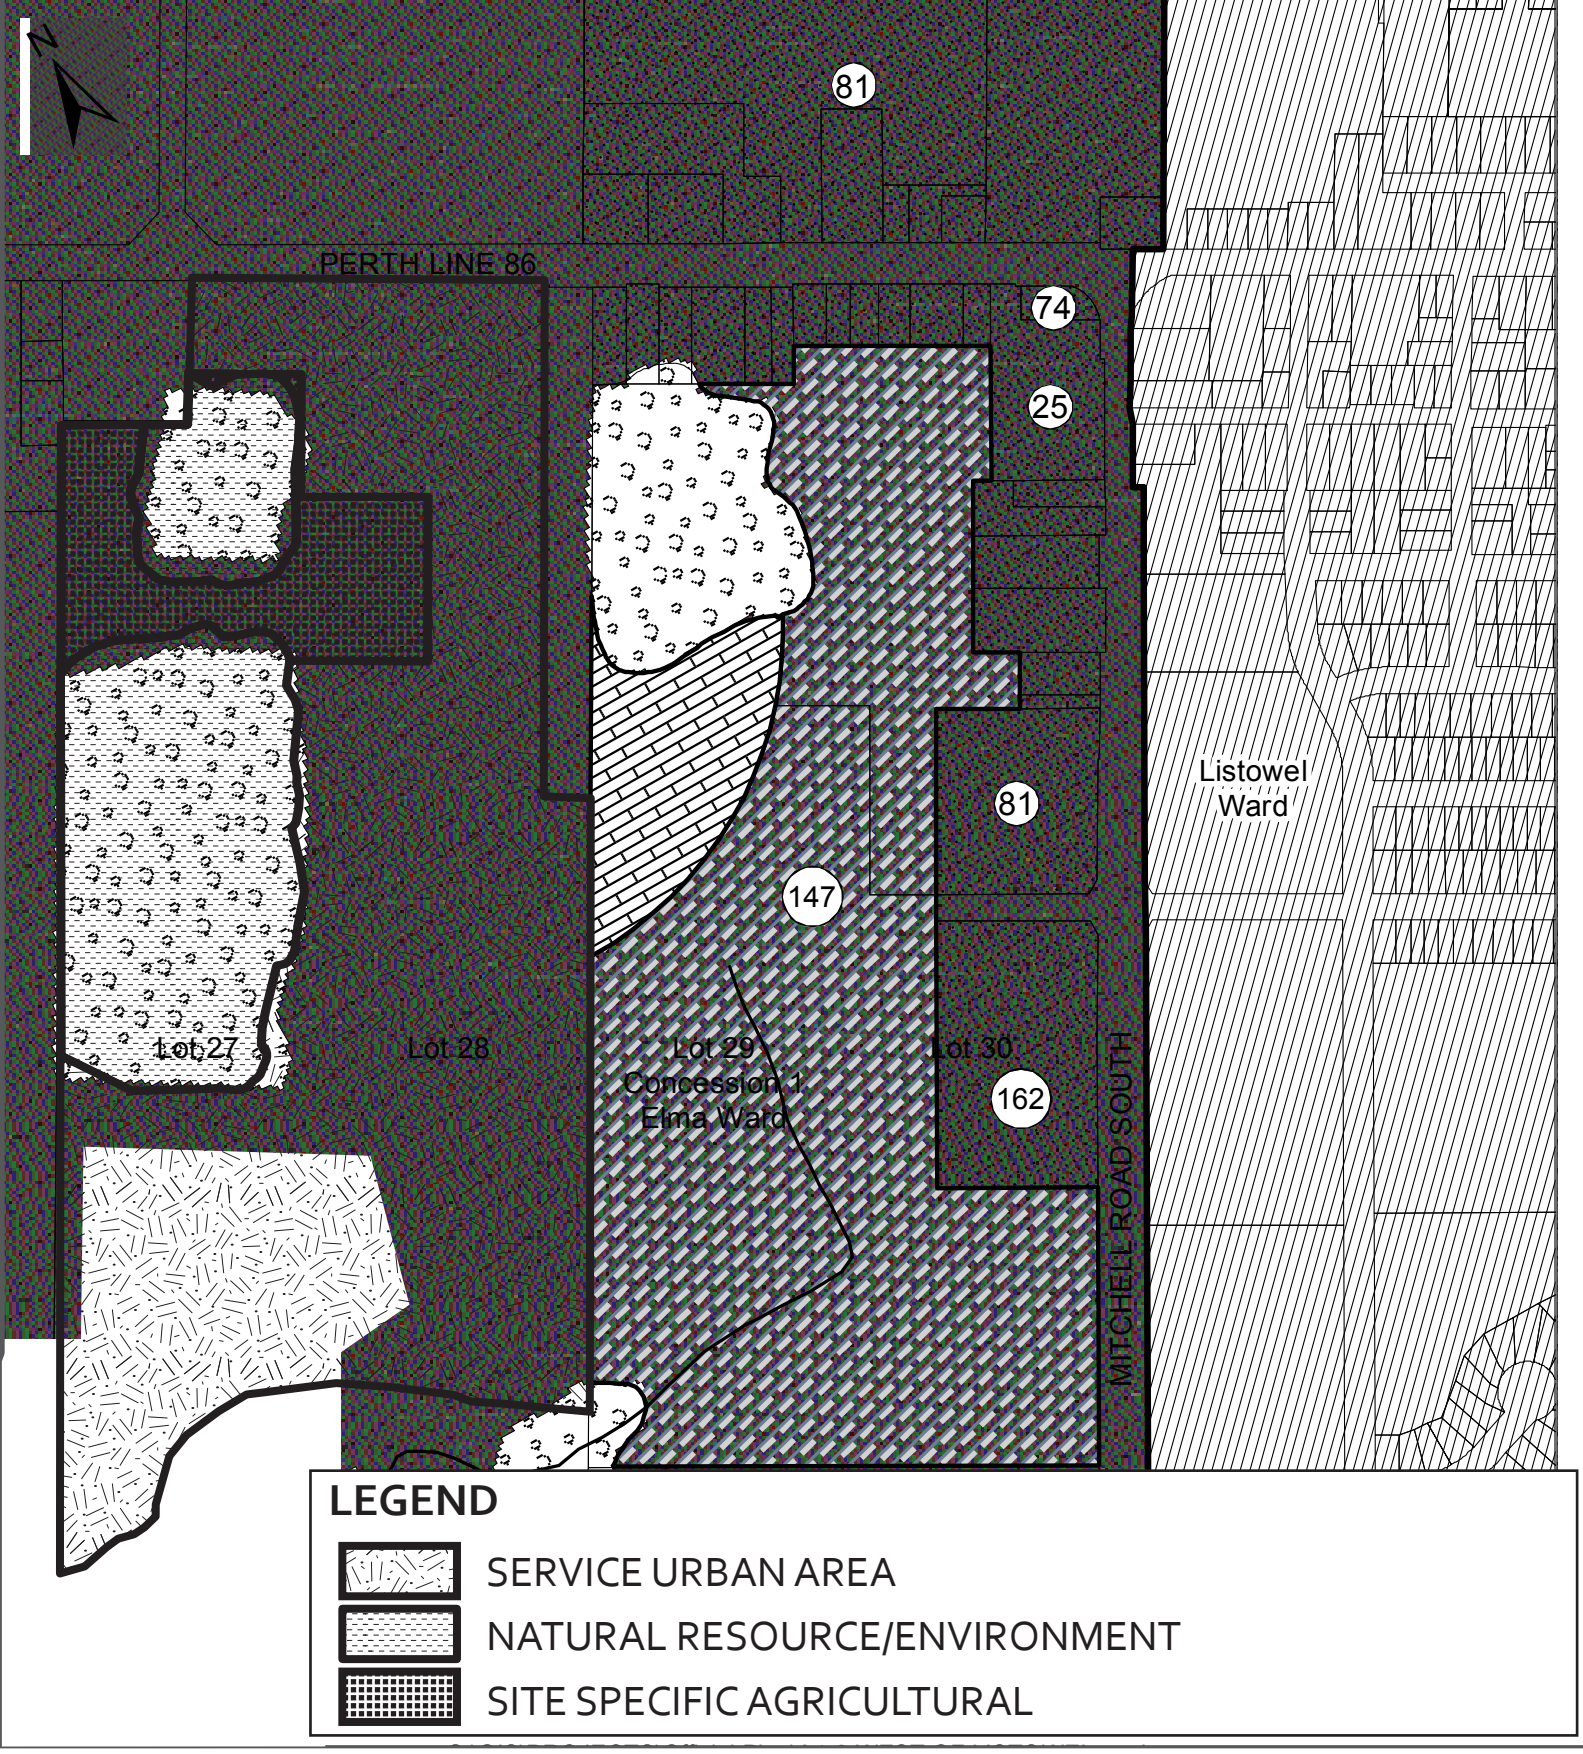 N
81
PERTH LINE 86
74
25
Listowel
Ward
81
147
Lot 27
Lot 28
Lot 29
Concession 1
Elma Ward
Lot 30
162
MITCHELL ROAD SOUTH
LEGEND
SERVICE URBAN AREA
NATURAL RESOURCE/ENVIRONMENT
SITE SPECIFIC AGRICULTURAL